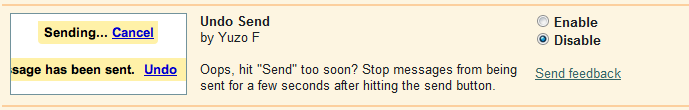 Sending... Cancel
ssage has been sent. Undo
Undo Send
by Yuzo F
Oops, hit "Send" too soon? Stop messages from being
sent for a few seconds after hitting the send button.
Enable
Disable
Send feedback